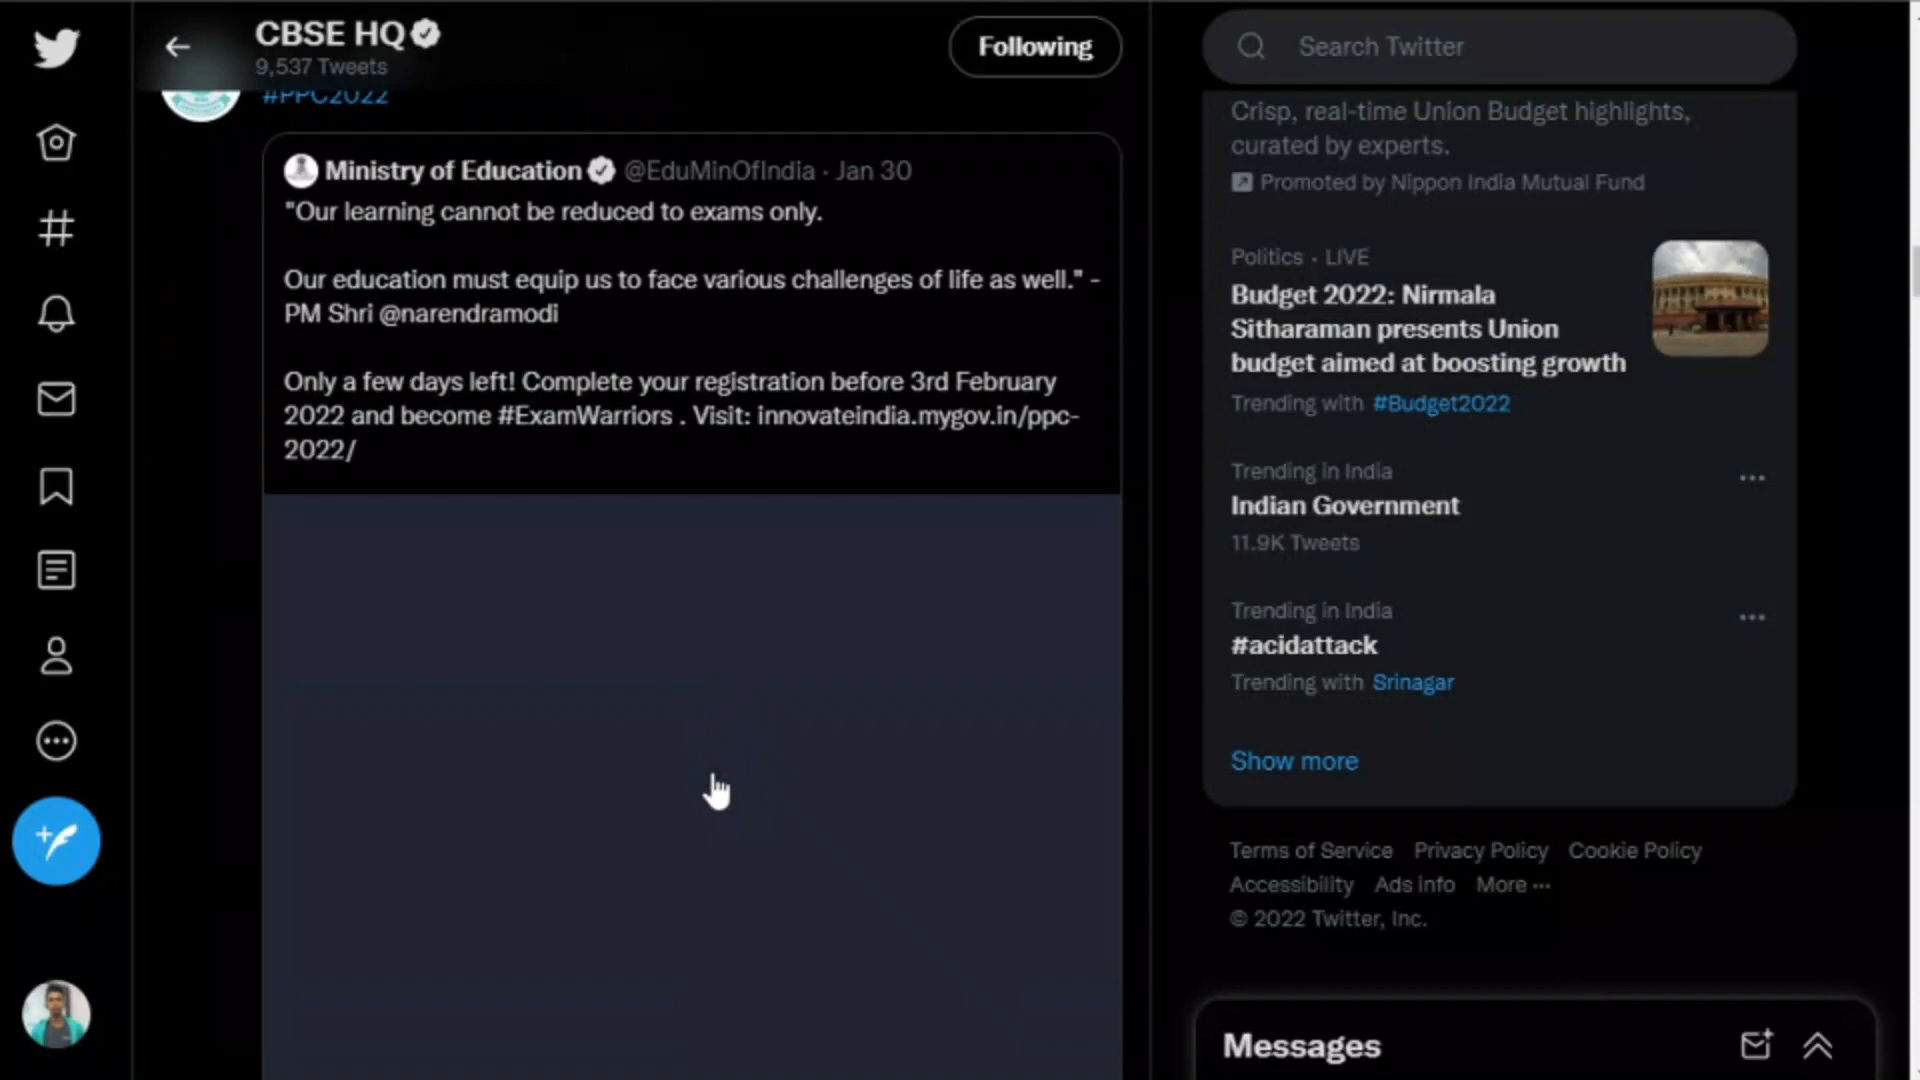 CBSE HQ
9,537 Tweets
Following
#PPC2022
Ministry of Education @EduMinOfIndia · Jan 30
"Our learning cannot be reduced to exams only.
Our education must equip us to face various challenges of life as well." -
PM Shri @narendramodi
Only a few days left! Complete your registration before 3rd February
2022 and become #ExamWarriors . Visit: innovateindia.mygov.in/ppc-
2022/
Search Twitter
Crisp, real-time Union Budget highlights,
curated by experts.
Promoted by Nippon India Mutual Fund
Politics · LIVE
Budget 2022: Nirmala
Sitharaman presents Union
budget aimed at boosting growth
Trending with #Budget2022
Trending in India
Indian Government
11.9K Tweets
Trending in India
#acidattack
Trending with Srinagar
Show more
Terms of Service Privacy Policy Cookie Policy
Accessibility Ads info More ···
© 2022 Twitter, Inc.
Messages